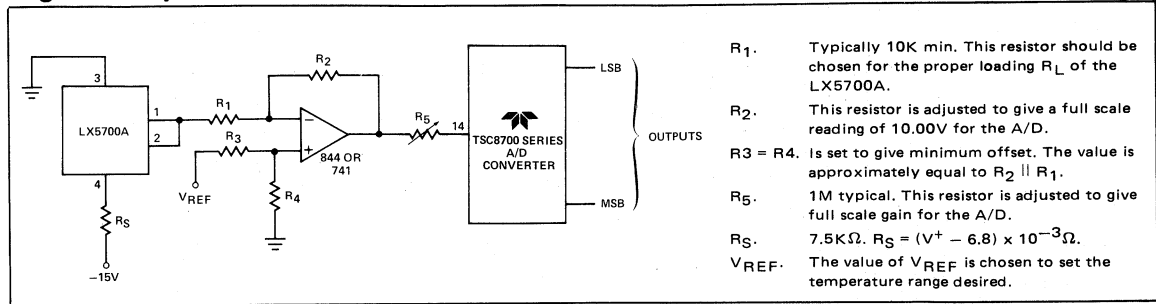 3
LX5700A
1
2
4
RS
−15V
R1
R3
VREF
R2
−
+
844 OR
741
R4
R5
14
TSC8700 SERIES
A/D
CONVERTER
LSB
MSB
OUTPUTS
R1. Typically 10K min. This resistor should be
chosen for the proper loading RL of the
LX5700A.
R2. This resistor is adjusted to give a full scale
reading of 10.00V for the A/D.
R3 = R4. Is set to give minimum offset. The value is
approximately equal to R2 || R1.
R5. 1M typical. This resistor is adjusted to give
full scale gain for the A/D.
RS. 7.5KΩ. RS = (V+ − 6.8) x 10−3Ω.
VREF. The value of VREF is chosen to set the
temperature range desired.